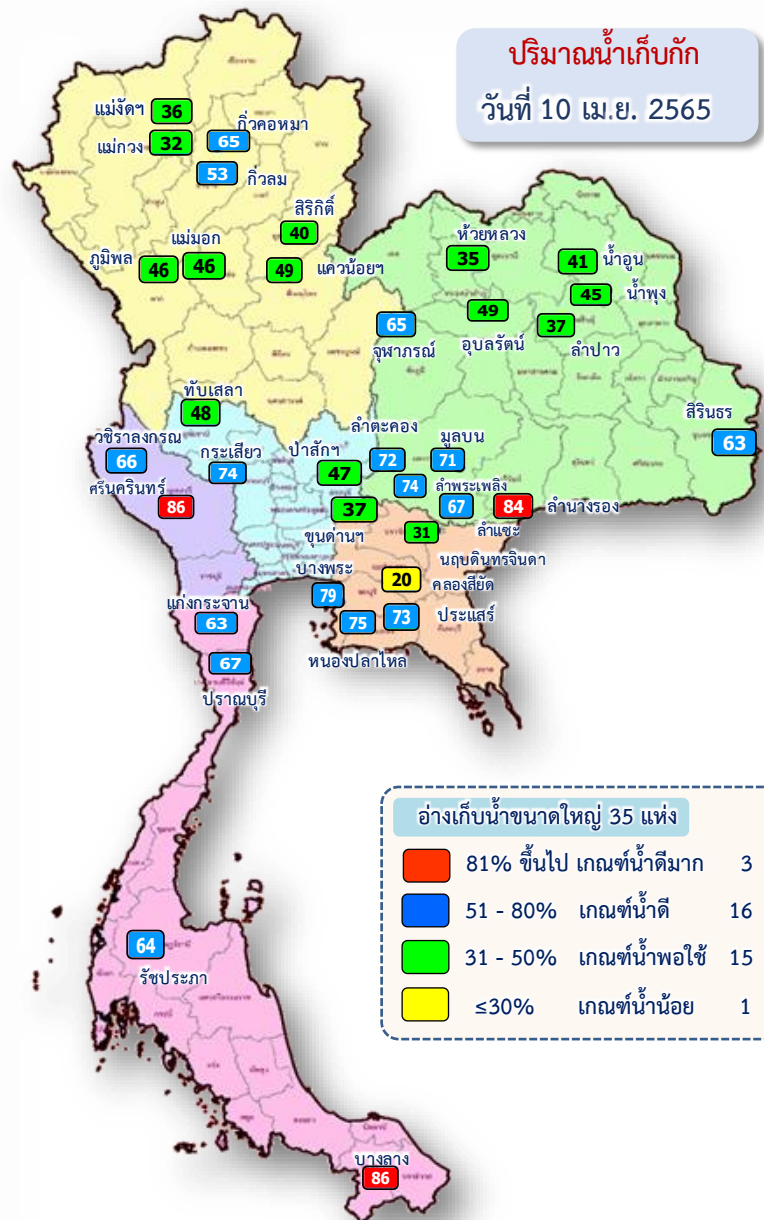 ปริมาณน้ำเก็บกัก
วันที่ 10 เม.ย. 2565
แม่งัดฯ 36
แม่กวง 32
กิ่วคอหมา
65
53 กิ่วลม
สิริกิติ์
40
แม่มอก
ภูมิพล 46 46
49 แควน้อยฯ
ห้วยหลวง
35
41 น้ำอูน
45 น้ำพุง
49
อุบลรัตน์
37
ลำปาว
65
จุฬาภรณ์
สิรินธร
63
ทับเสลา
48
วชิราลงกรณ
66
กระเสียว
74
ศรีนครินทร์
86
ป่าสักฯ
47
ลำตะคอง
72
มูลบน
71
74 ลำพระเพลิง
67
84 ลำนางรอง
ลำแซะ
37
ขุนด่านฯ
31
นฤบดินทรจินดา
20 คลองสียัด
บางพระ
79
75
73 ประแสร์
หนองปลาไหล
แก่งกระจาน
63
67
ปราณบุรี
64
รัชประภา
บางลาง
86
อ่างเก็บน้ำขนาดใหญ่ 35 แห่ง
81% ขึ้นไป เกณฑ์น้ำดีมาก 3
51 - 80% เกณฑ์น้ำดี 16
31 - 50% เกณฑ์น้ำพอใช้ 15
≤30% เกณฑ์น้ำน้อย 1